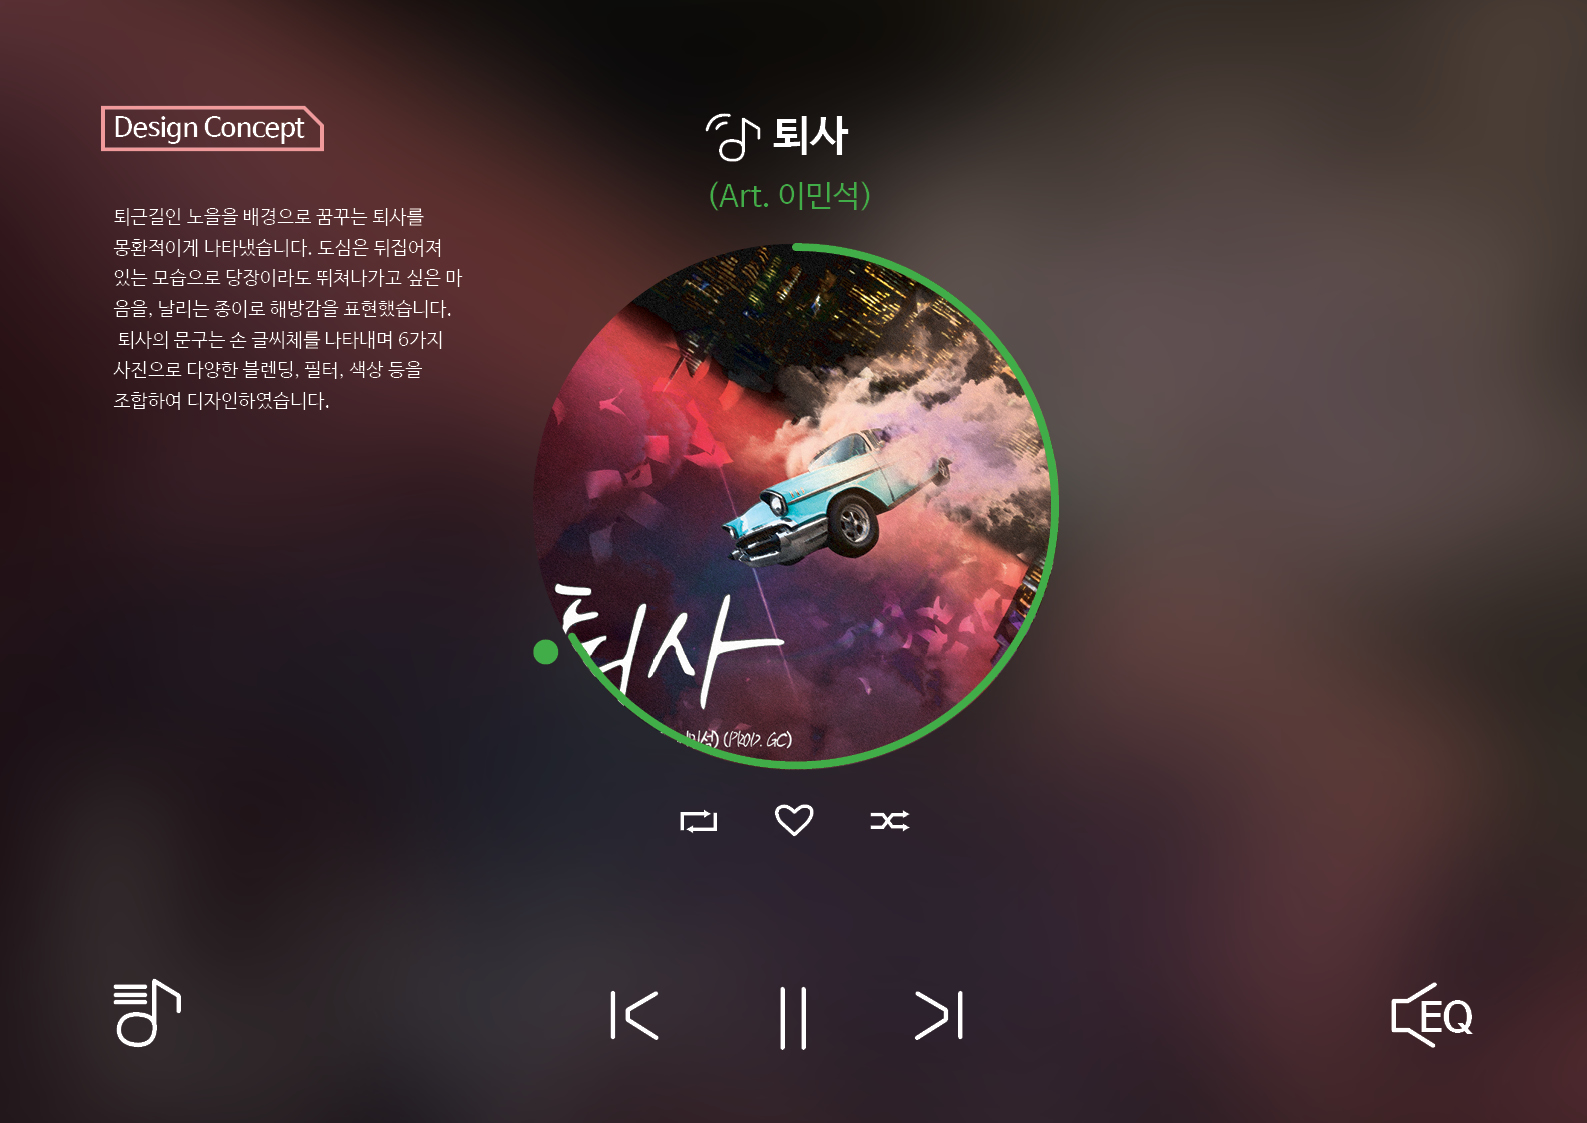 Design Concept
퇴사
(Art. 이민석)
퇴근길인 노을을 배경으로 꿈꾸는 퇴사를
몽환적이게 나타냈습니다. 도심은 뒤집어져
있는 모습으로 당장이라도 뛰쳐나가고 싶은 마
음을, 날리는 종이로 해방감을 표현했습니다.
퇴사의 문구는 손 글씨체를 나타내며 6가지
사진으로 다양한 블렌딩, 필터, 색상 등을
조합하여 디자인하였습니다.
퇴사
민석) (PROD. GC)
EQ